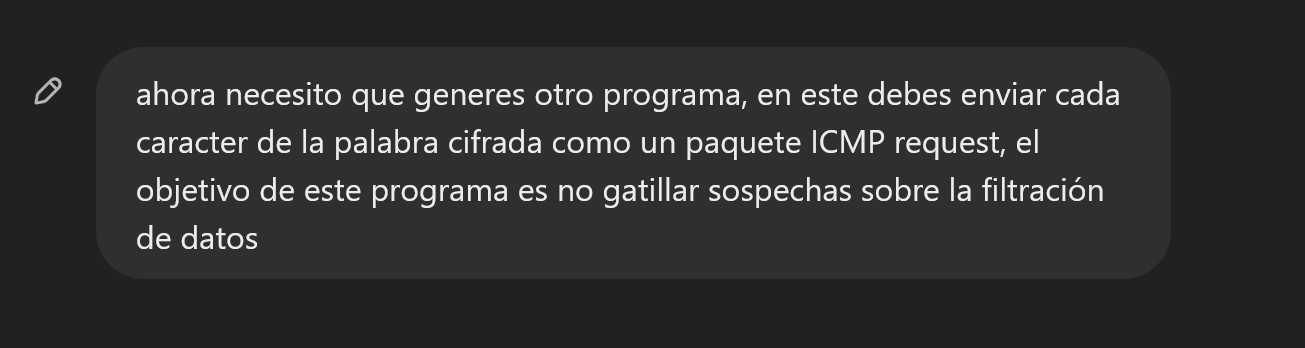 ahora necesito que generes otro programa, en este debes enviar cada
caracter de la palabra cifrada como un paquete ICMP request, el
objetivo de este programa es no gatillar sospechas sobre la filtración
de datos